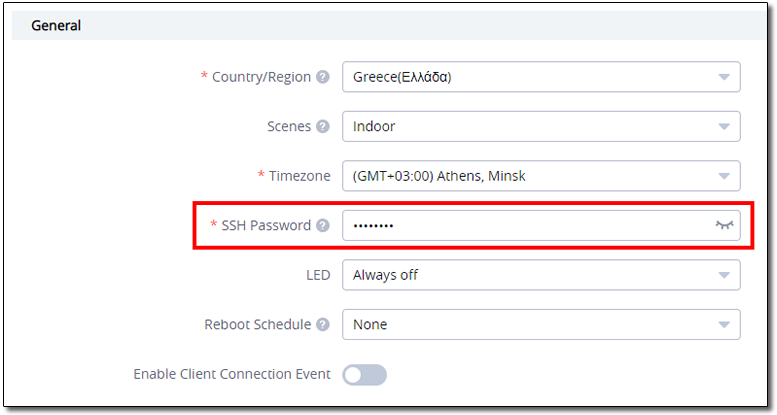 General
* Country/Region ? Greece(Ελλάδα)
Scenes ? Indoor
* Timezone (GMT+03:00) Athens, Minsk
* SSH Password ? ••••••••
LED Always off
Reboot Schedule ? None
Enable Client Connection Event